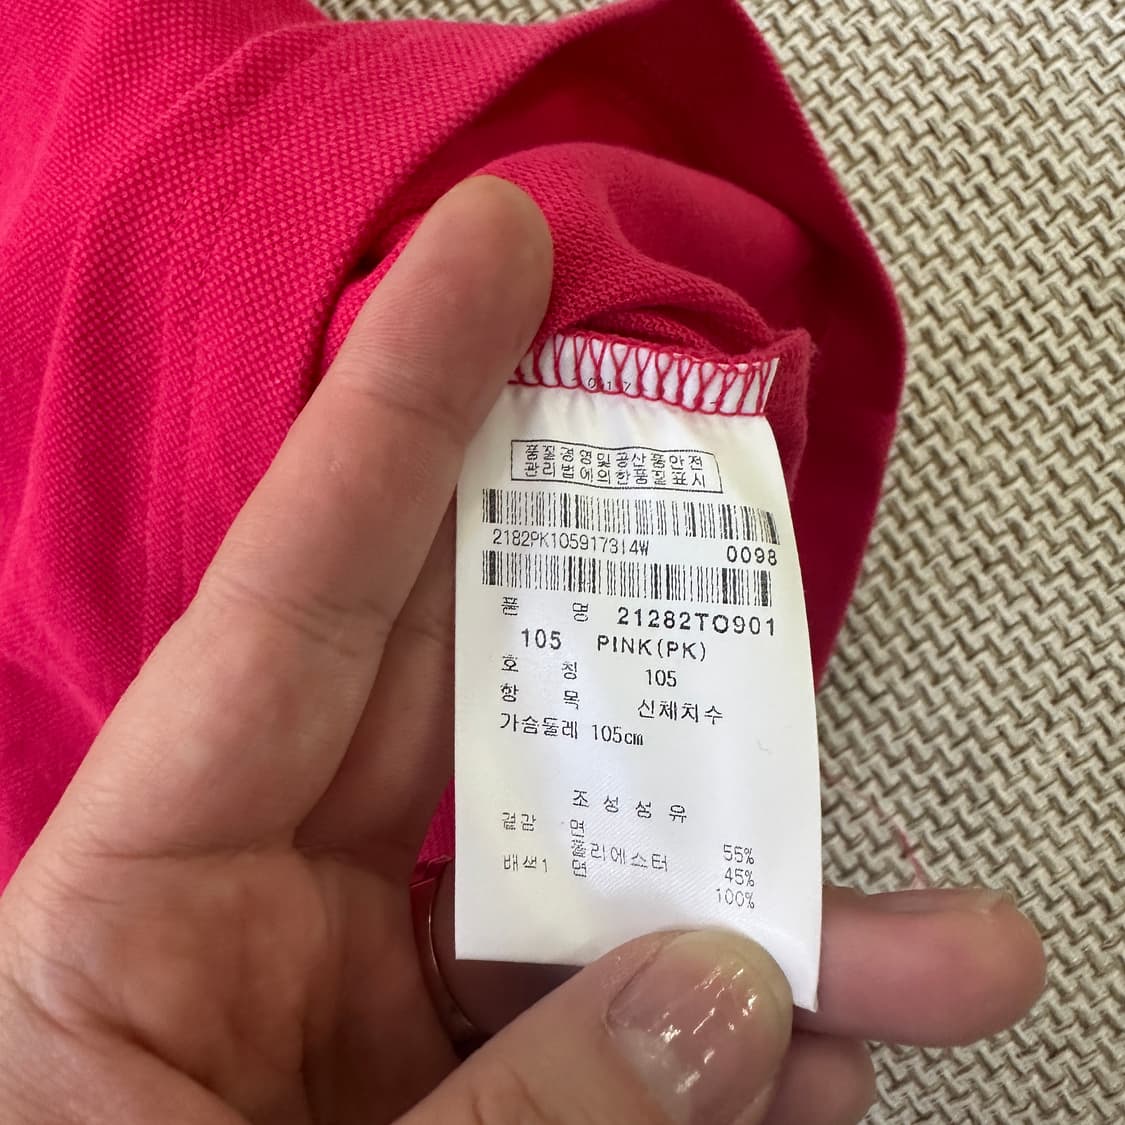 017
품질경영및공산품안전
관리법에의한품질표시
2182PK105917314W 0098
품 명 21282TO901
105 PINK(PK)
호 칭 105
항 목 신체치수
가슴둘레 105cm
조 성 섬 유
겉감 면 55%
폴리에스터 45%
배색1 면 100%